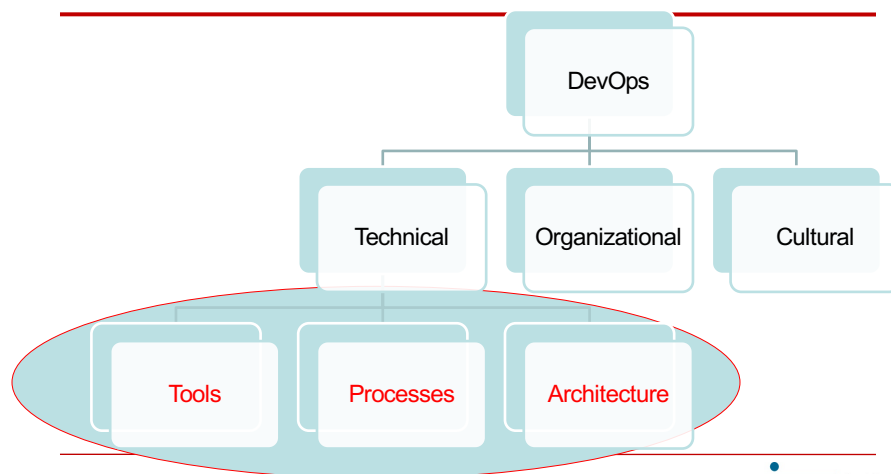 DevOps
Technical
Organizational
Cultural
Tools
Processes
Architecture